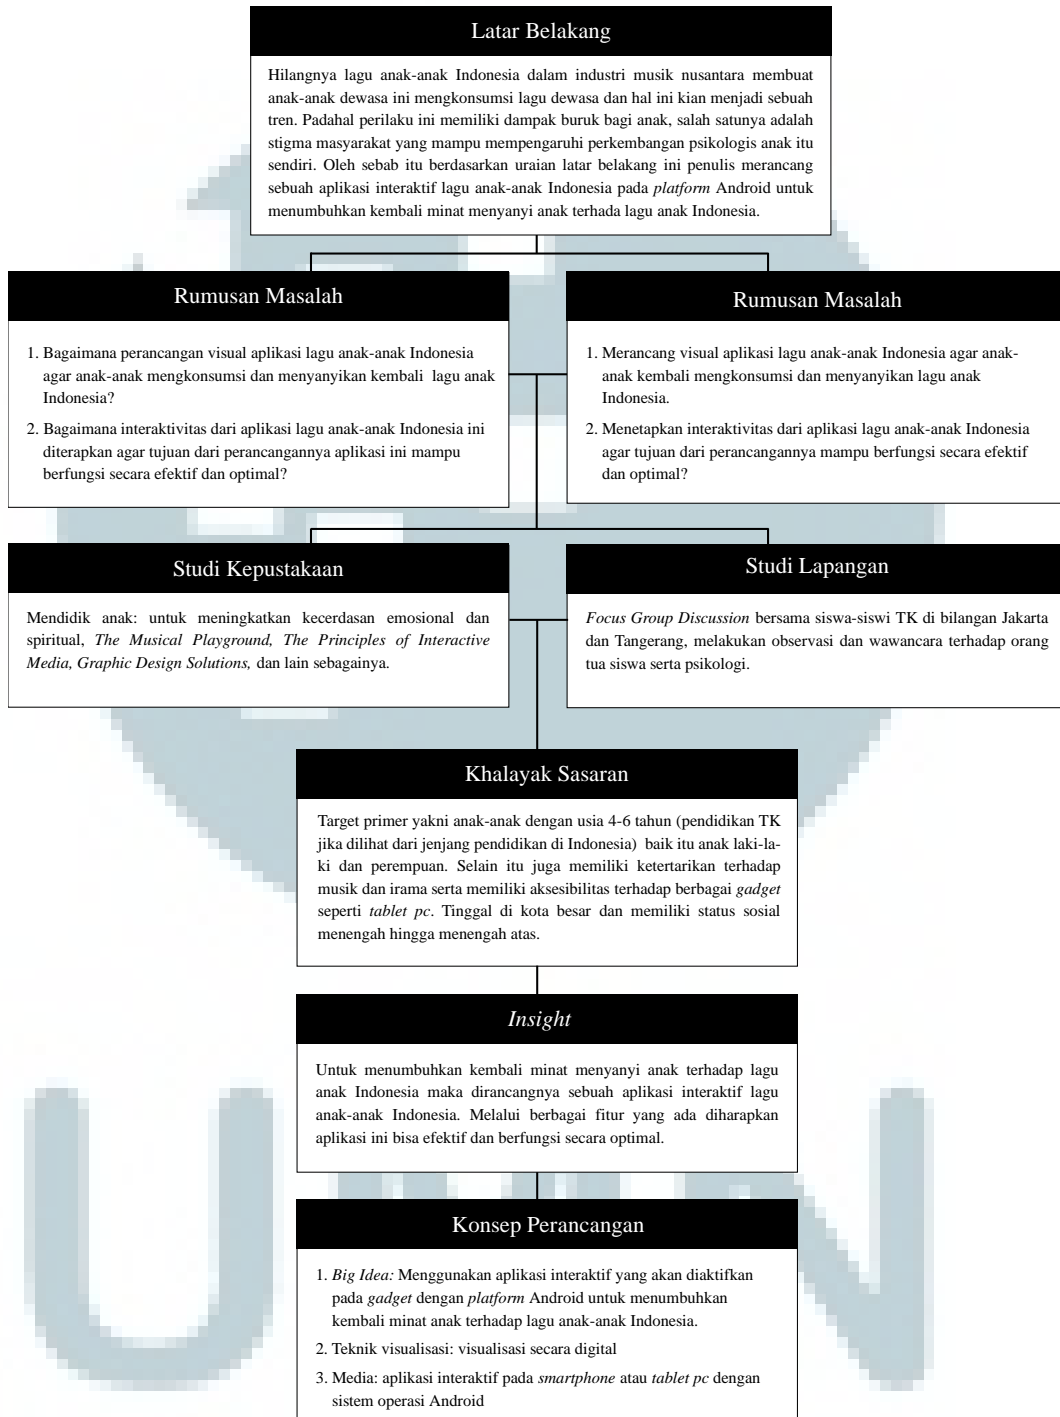 Latar Belakang
Hilangnya lagu anak-anak Indonesia dalam industri musik nusantara membuat
anak-anak dewasa ini mengkonsumsi lagu dewasa dan hal ini kian menjadi sebuah
tren. Padahal perilaku ini memiliki dampak buruk bagi anak, salah satunya adalah
stigma masyarakat yang mampu mempengaruhi perkembangan psikologis anak itu
sendiri. Oleh sebab itu berdasarkan uraian latar belakang ini penulis merancang
sebuah aplikasi interaktif lagu anak-anak Indonesia pada platform Android untuk
menumbuhkan kembali minat menyanyi anak terhada lagu anak Indonesia.
Rumusan Masalah
1. Bagaimana perancangan visual aplikasi lagu anak-anak Indonesia
agar anak-anak mengkonsumsi dan menyanyikan kembali lagu anak
Indonesia?
2. Bagaimana interaktivitas dari aplikasi lagu anak-anak Indonesia ini
diterapkan agar tujuan dari perancangannya aplikasi ini mampu
berfungsi secara efektif dan optimal?
Rumusan Masalah
1. Merancang visual aplikasi lagu anak-anak Indonesia agar anak-
anak kembali mengkonsumsi dan menyanyikan lagu anak
Indonesia.
2. Menetapkan interaktivitas dari aplikasi lagu anak-anak Indonesia
agar tujuan dari perancangannya mampu berfungsi secara efektif
dan optimal?
Studi Kepustakaan
Mendidik anak: untuk meningkatkan kecerdasan emosional dan
spiritual, The Musical Playground, The Principles of Interactive
Media, Graphic Design Solutions, dan lain sebagainya.
Studi Lapangan
Focus Group Discussion bersama siswa-siswi TK di bilangan Jakarta
dan Tangerang, melakukan observasi dan wawancara terhadap orang
tua siswa serta psikologi.
Khalayak Sasaran
Target primer yakni anak-anak dengan usia 4-6 tahun (pendidikan TK
jika dilihat dari jenjang pendidikan di Indonesia) baik itu anak laki-la-
ki dan perempuan. Selain itu juga memiliki ketertarikan terhadap
musik dan irama serta memiliki aksesibilitas terhadap berbagai gadget
seperti tablet pc. Tinggal di kota besar dan memiliki status sosial
menengah hingga menengah atas.
Insight
Untuk menumbuhkan kembali minat menyanyi anak terhadap lagu
anak Indonesia maka dirancangnya sebuah aplikasi interaktif lagu
anak-anak Indonesia. Melalui berbagai fitur yang ada diharapkan
aplikasi ini bisa efektif dan berfungsi secara optimal.
Konsep Perancangan
1. Big Idea: Menggunakan aplikasi interaktif yang akan diaktifkan
pada gadget dengan platform Android untuk menumbuhkan
kembali minat anak terhadap lagu anak-anak Indonesia.
2. Teknik visualisasi: visualisasi secara digital
3. Media: aplikasi interaktif pada smartphone atau tablet pc dengan
sistem operasi Android
UMN